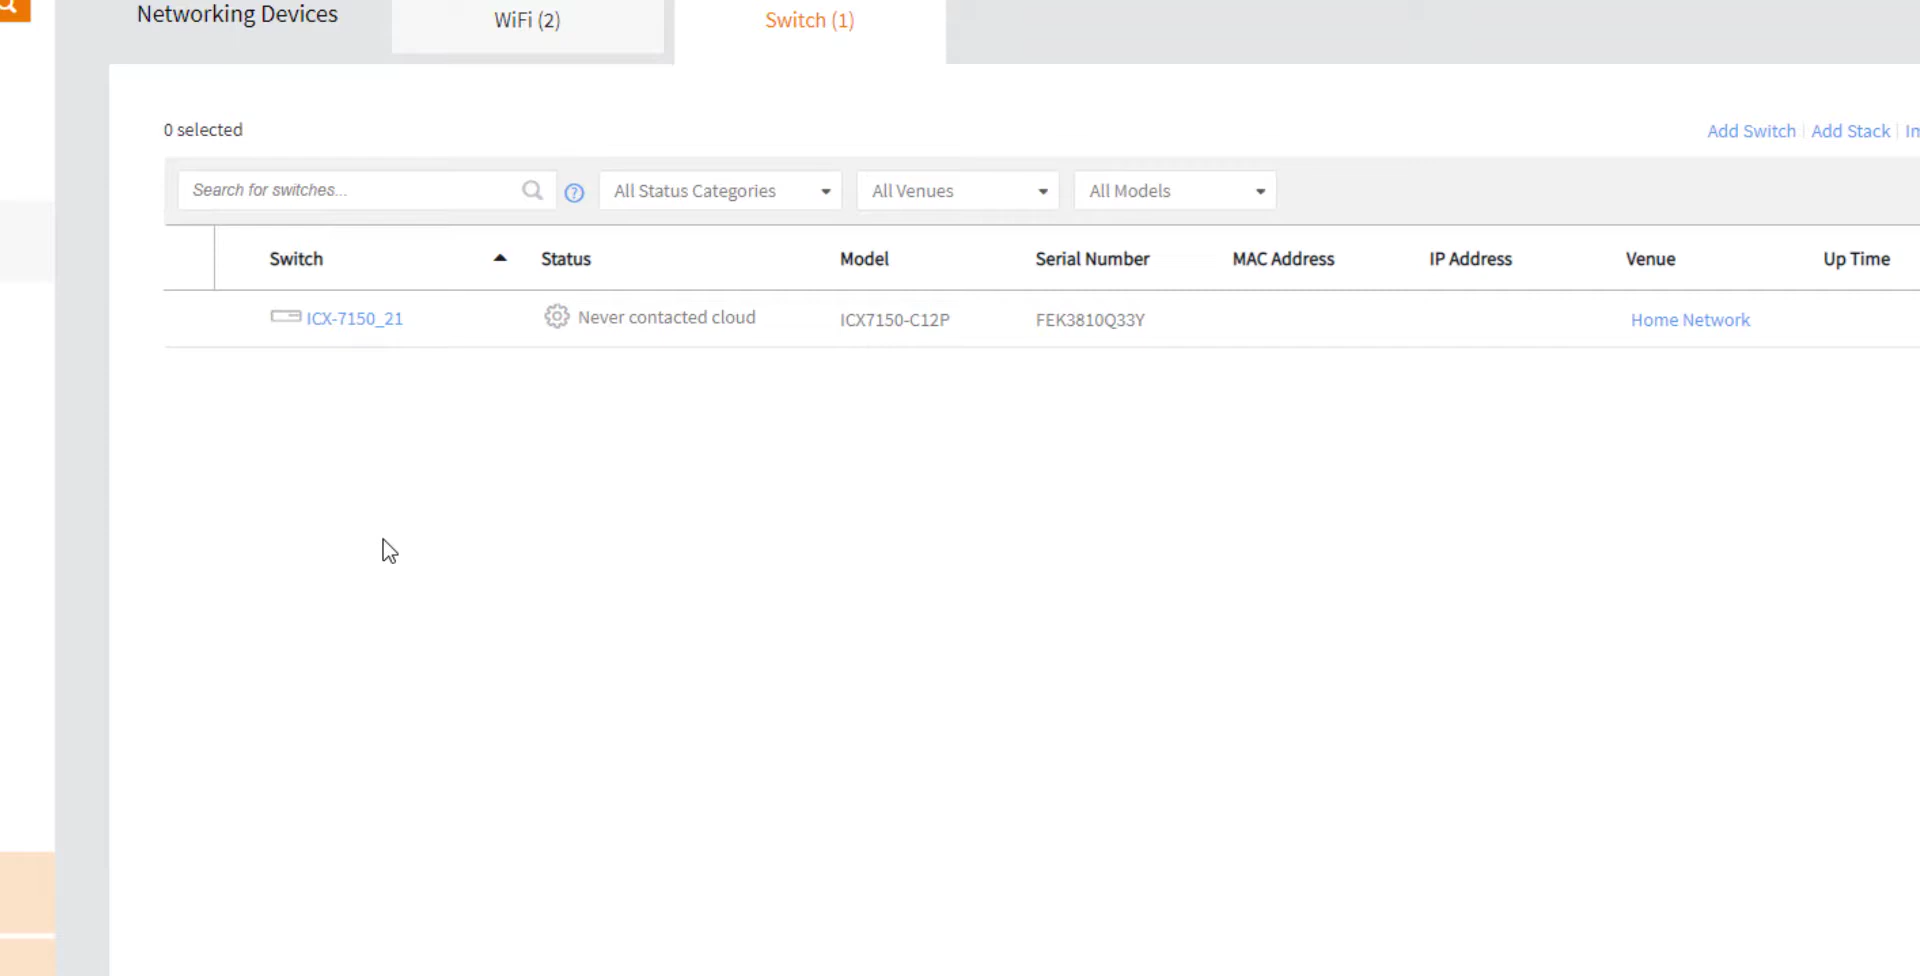 Networking Devices
WiFi (2)
Switch (1)
0 selected
Add Switch
Add Stack
Search for switches...
All Status Categories
All Venues
All Models
Switch
Status
Model
Serial Number
MAC Address
IP Address
Venue
Up Time
ICX-7150_21
Never contacted cloud
ICX7150-C12P
FEK3810Q33Y
Home Network